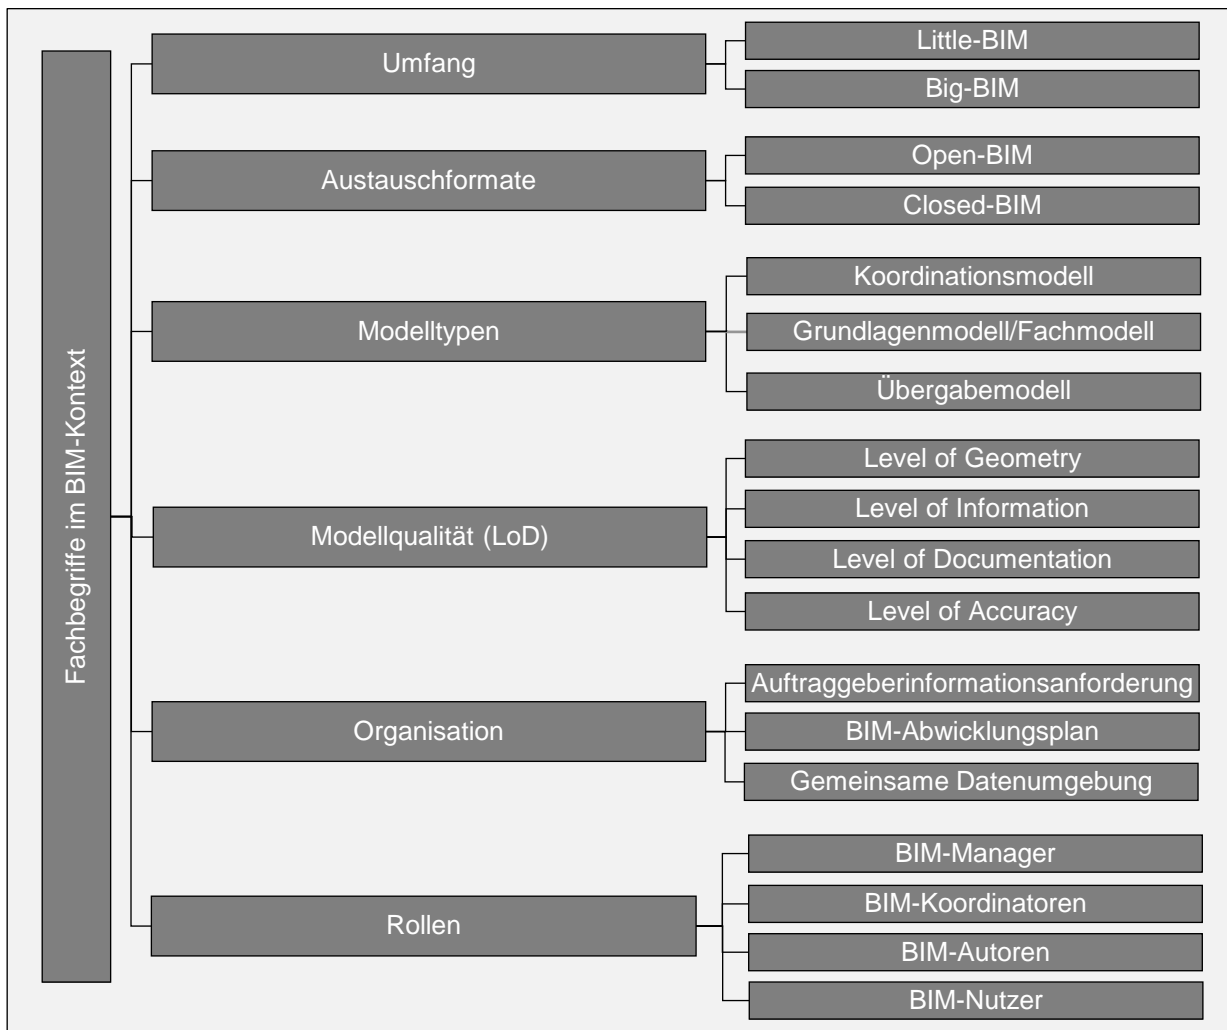 Fachbegriffe im BIM-Kontext
Umfang
Little-BIM
Big-BIM
Austauschformate
Open-BIM
Closed-BIM
Modelltypen
Koordinationsmodell
Grundlagenmodell/Fachmodell
Übergabemodell
Modellqualität (LoD)
Level of Geometry
Level of Information
Level of Documentation
Level of Accuracy
Organisation
Auftraggeberinformationsanforderung
BIM-Abwicklungsplan
Gemeinsame Datenumgebung
Rollen
BIM-Manager
BIM-Koordinatoren
BIM-Autoren
BIM-Nutzer